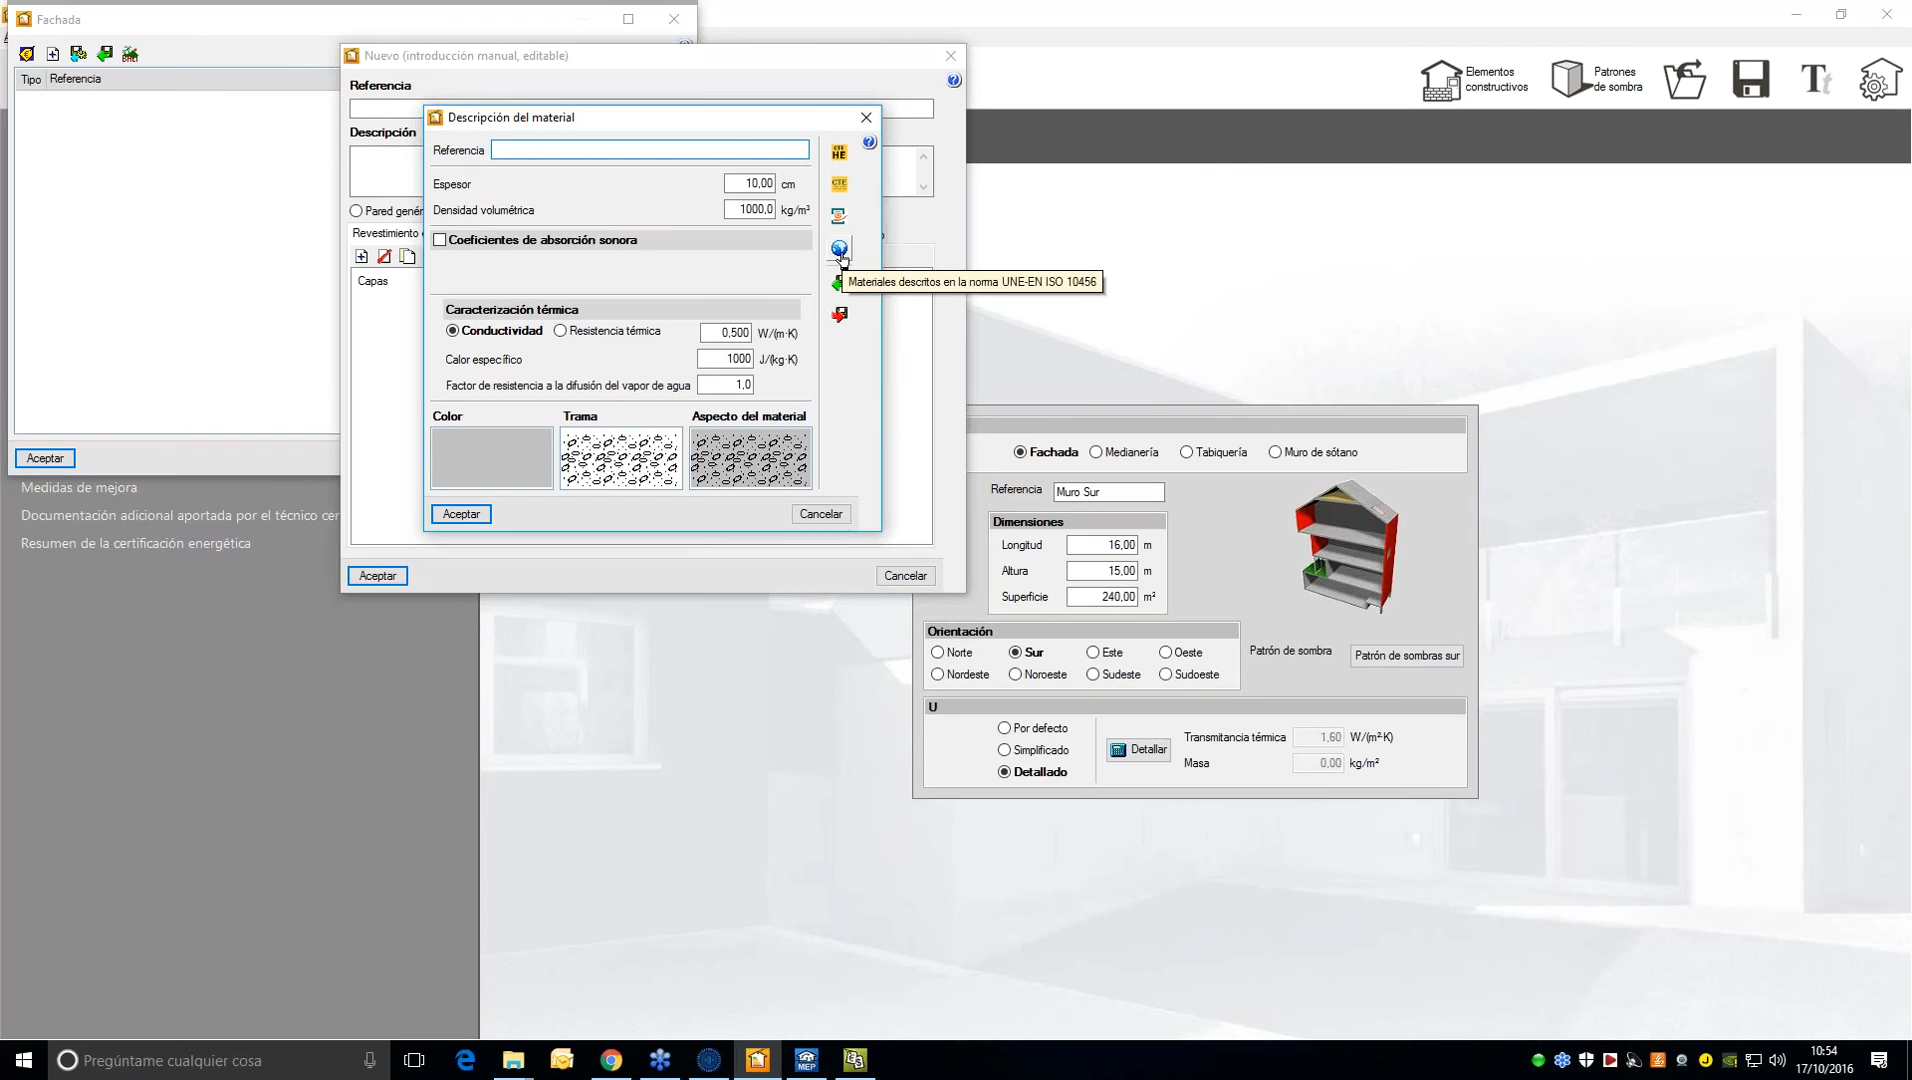 Fachada
Tipo Referencia
Aceptar
Medidas de mejora
Documentación adicional aportada por el técnico cer
Resumen de la certificación energética
Nuevo (introducción manual, editable)
Referencia
Descripción
Pared genér
Revestimiento
Capas
Aceptar
Cancelar
Descripción del material
Referencia
Espesor 10,00 cm
Densidad volumétrica 1000,0 kg/m³
Coeficientes de absorción sonora
Caracterización térmica
Conductividad Resistencia térmica 0,500 W/(m·K)
Calor específico 1000 J/(kg·K)
Factor de resistencia a la difusión del vapor de agua 1,0
Color Trama Aspecto del material
Aceptar Cancelar
CTE
HE
CTE
Materiales descritos en la norma UNE-EN ISO 10456
Elementos
constructivos
Patrones
de sombra
Tt
Fachada Medianería Tabiquería Muro de sótano
Referencia Muro Sur
Dimensiones
Longitud 16,00 m
Altura 15,00 m
Superficie 240,00 m²
Orientación
Norte Sur Este Oeste
Nordeste Noroeste Sudeste Sudoeste
Patrón de sombra Patrón de sombras sur
U
Por defecto
Simplificado
Detallado
Detallar
Transmitancia térmica 1,60 W/(m²·K)
Masa 0,00 kg/m²
Pregúntame cualquier cosa
MEP
10:54
17/10/2016